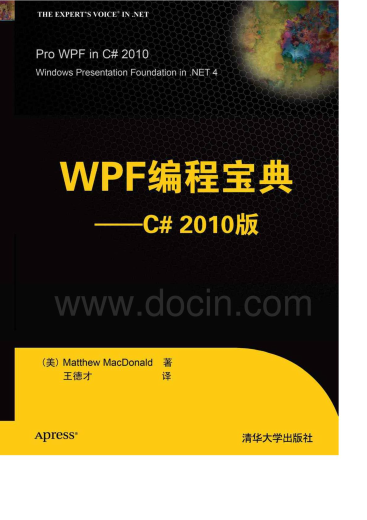 THE EXPERT'S VOICE® IN .NET
Pro WPF in C# 2010
Windows Presentation Foundation in .NET 4
WPF编程宝典
——C# 2010版
www.docin.com
(美) Matthew MacDonald 著
王德才 译
Apress®
清华大学出版社